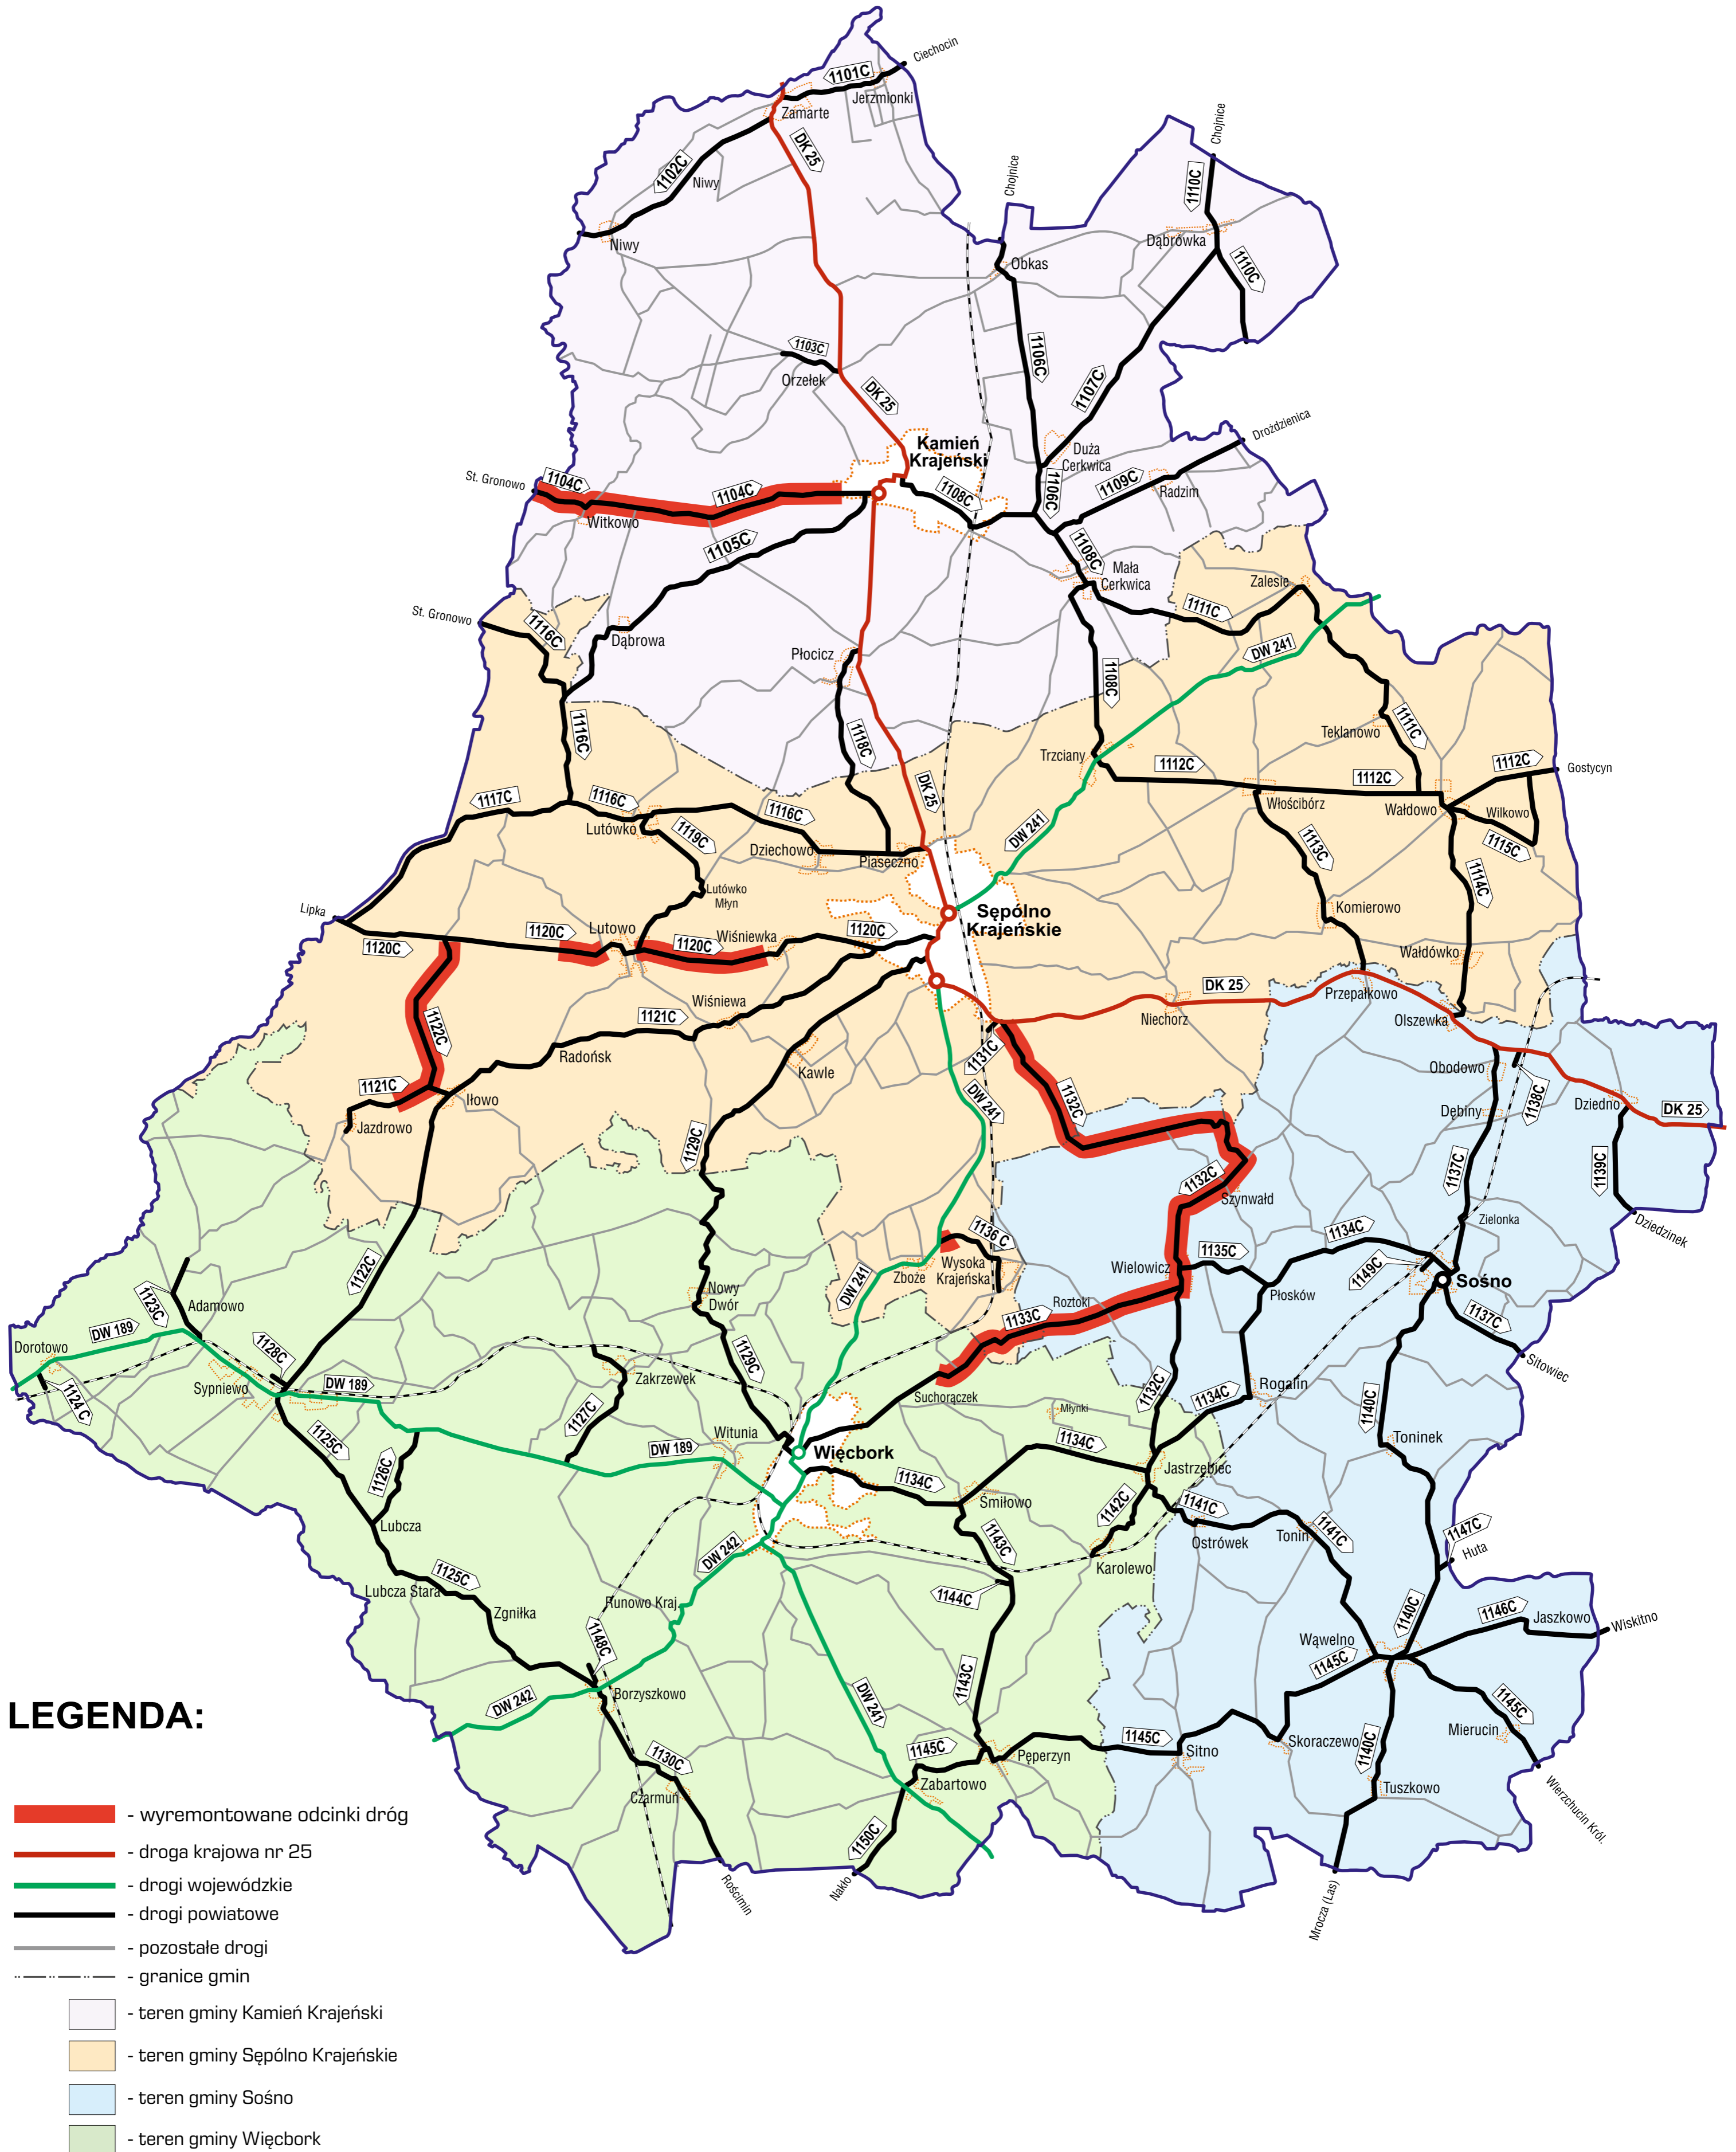 Ciechocin
1101C
Jerzmionki
Zamarte
DK 25
1102C
Niwy
Niwy
Chojnice
Chojnice
1110C
Dąbrówka
1110C
Obkas
1103C
Orzełek
DK 25
1106C
1107C
Kamień
Krajeński
Duża
Cerkwica
Drożdzienica
St. Gronowo
1104C
1104C
Witkowo
1108C
1106C
1109C
Radzim
1105C
1108C
Mała
Cerkwica
Zalesie
St. Gronowo
1116C
Dąbrowa
1111C
Płocicz
DW 241
1108C
1116C
1118C
Teklanowo
1111C
Trzciany
1112C
1112C
1112C
Gostycyn
DK 25
1117C
1116C
1116C
Włościbórz
Wałdowo
Wilkowo
Lutówko
1119C
DW 241
Dziechowo
Piaseczno
1113C
1115C
1114C
Lutówko
Młyn
Lipka
Sępólno
Krajeńskie
Komierowo
1120C
1120C
Lutowo
1120C
Wiśniewka
1120C
Wałdówko
DK 25
Przepałkowo
Wiśniewa
1121C
Niechorz
Olszewka
1122C
Radońsk
1131C
Kawle
Obodowo
1121C
Iłowo
DW 241
1132C
Dębiny
1138C
Dziedno
DK 25
Jazdrowo
1129C
1137C
1139C
1132C
Szynwałd
Zielonka
Dziedzinek
1136 C
1134C
1122C
Zboże
Wysoka
Krajeńska
Wielowicz
1135C
1149C
Sośno
1123C
Adamowo
Nowy
Dwór
DW 241
Roztoki
1133C
Płosków
1137C
Dorotowo
DW 189
1128C
1129C
Sitowiec
1124 C
Sypniewo
DW 189
Zakrzewek
Suchorączek
1132C
Rogalin
1134C
1140C
1127C
Młynki
1125C
1126C
Witunia
DW 189
Więcbork
1134C
Toninek
1134C
Jastrzębiec
Śmiłowo
1142C
1141C
Lubcza
1143C
Ostrówek
Tonin
1141C
1147C
Huta
DW 242
Karolewo
Lubcza Stara
1125C
1144C
Zgniłka
Runowo Kraj.
1140C
1146C
Jaszkowo
Wiskitno
1148C
Wąwelno
1145C
1143C
DW 242
Borzyszkowo
DW 241
1145C
Mierucin
LEGENDA:
1130C
1145C
Pęperzyn
1145C
Sitno
Skoraczewo
1140C
Czarmuń
Zabartowo
Tuszkowo
Wierzchucin Król.
- wyremontowane odcinki dróg
1150C
- droga krajowa nr 25
Rościmin
Nakło
Mrocza (Las)
- drogi wojewódzkie
- drogi powiatowe
- pozostałe drogi
- granice gmin
- teren gminy Kamień Krajeński
- teren gminy Sępólno Krajeńskie
- teren gminy Sośno
- teren gminy Więcbork